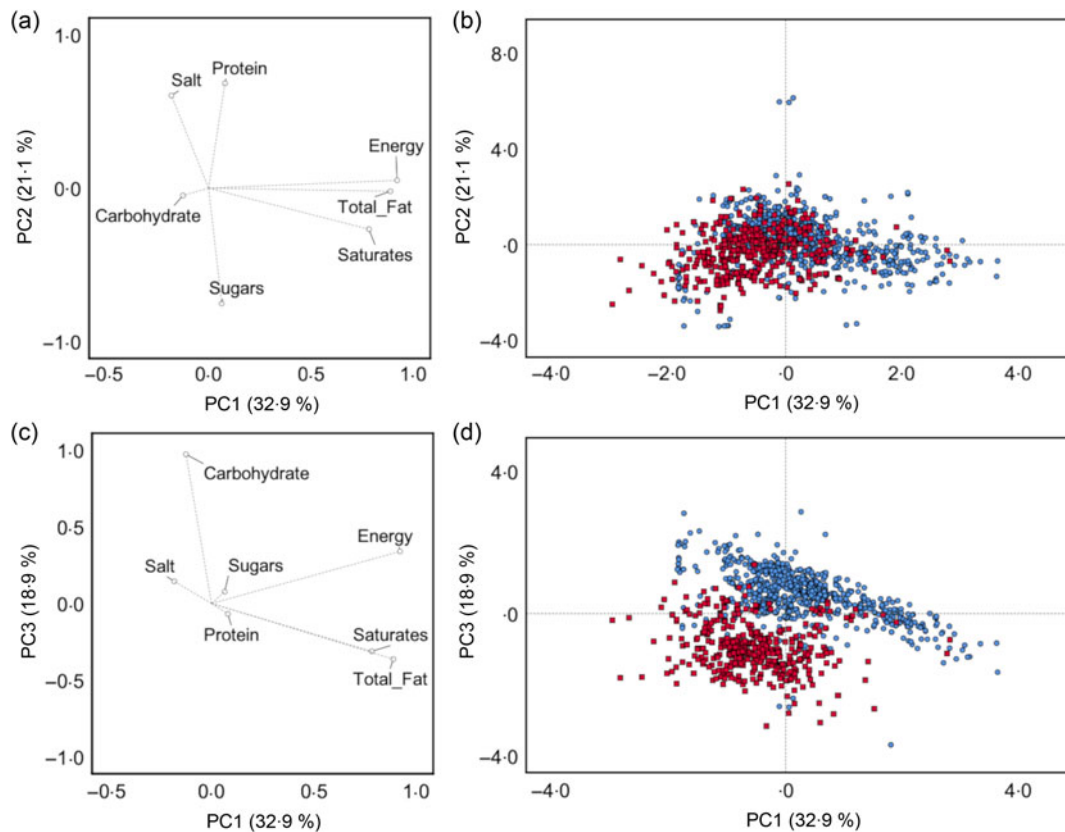 (a)
1·0
0·0
–1·0
PC2 (21·1 %)
Salt
Protein
Energy
Carbohydrate
Total_Fat
Saturates
Sugars
–0·5
0·0
0·5
1·0
PC1 (32·9 %)
(b)
8·0
4·0
·0
–4·0
PC2 (21·1 %)
–4·0
–2·0
·0
2·0
4·0
PC1 (32·9 %)
(c)
1·0
0·5
0·0
–0·5
–1·0
PC3 (18·9 %)
Carbohydrate
Energy
Salt
Sugars
Protein
Saturates
Total_Fat
–0·5
0·0
0·5
1·0
PC1 (32·9 %)
(d)
4·0
·0
–4·0
PC3 (18·9 %)
–4·0
·0
4·0
PC1 (32·9 %)